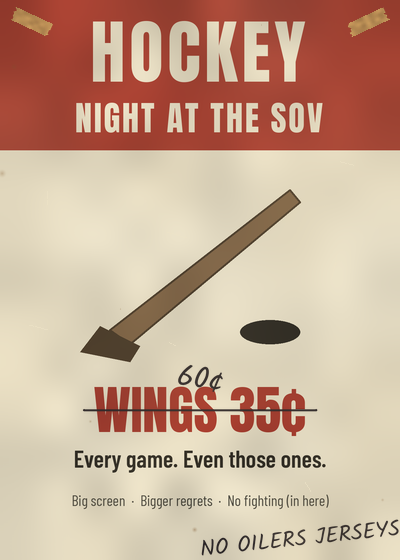 HOCKEY
NIGHT AT THE SOV
60¢
WINGS 35¢
Every game. Even those ones.
Big screen · Bigger regrets · No fighting (in here)
NO OILERS JERSEYS